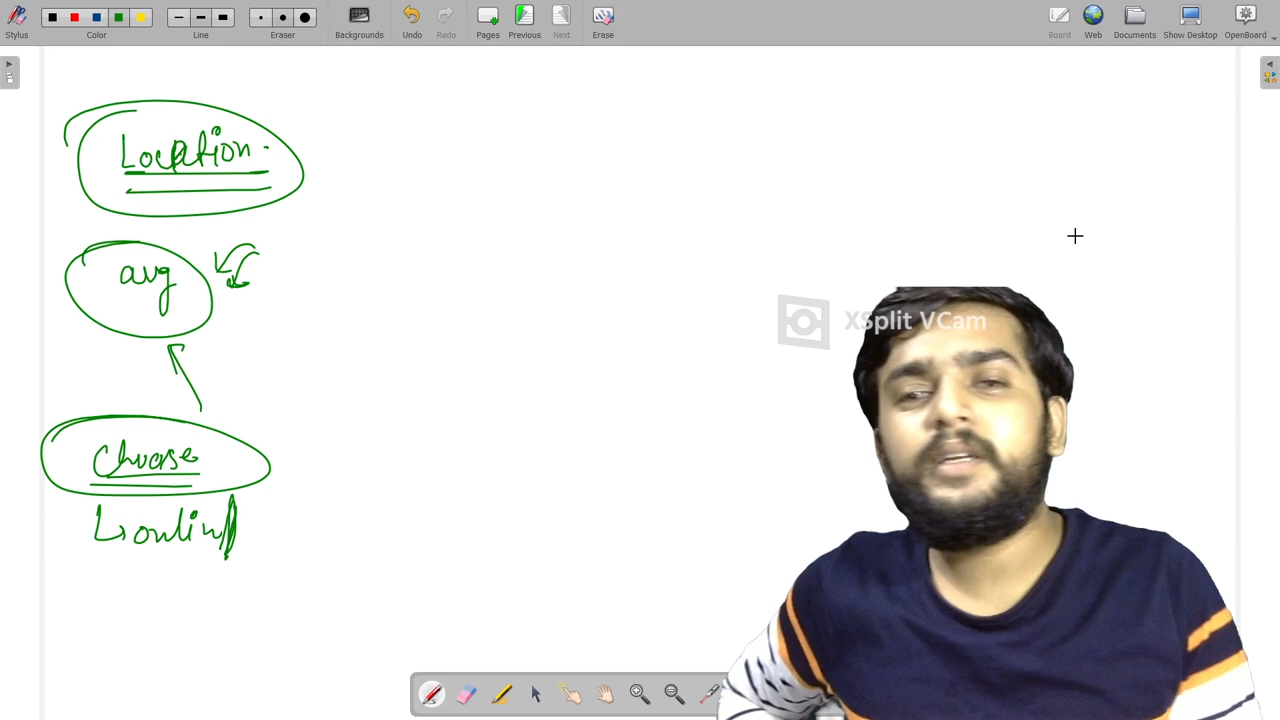 Stylus Color Line Eraser Backgrounds Undo Redo Pages Previous Next Erase Board Web Documents Show Desktop OpenBoard
Location
avg
XSplit VCam
Choose